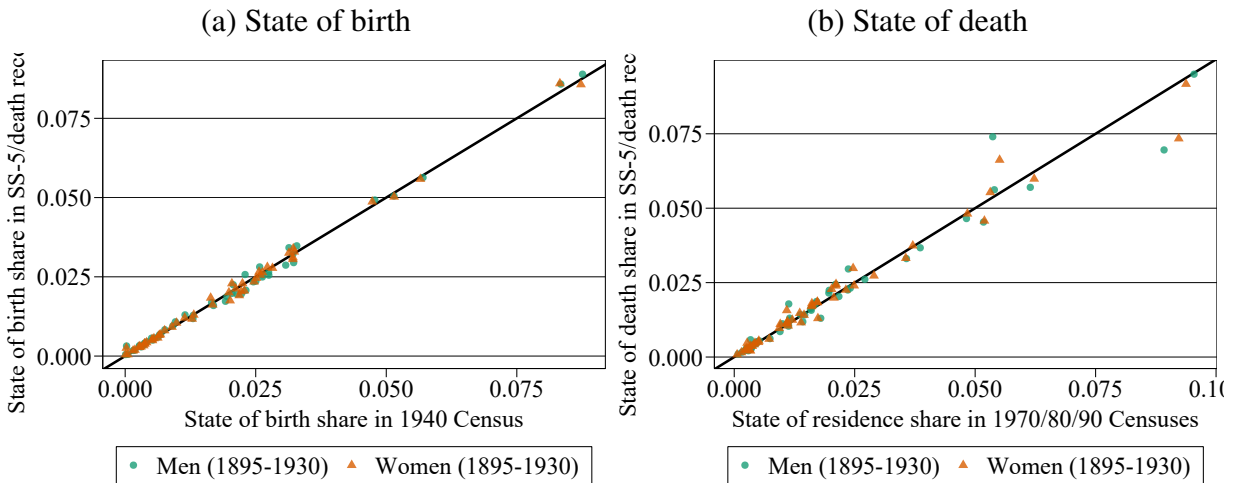 (a) State of birth
State of birth share in SS-5/death
0.075
0.050
0.025
0.000
0.000 0.025 0.050 0.075
State of birth share in 1940 Census
Men (1895-1930) Women (1895-1930)
(b) State of death
State of death share in SS-5/death rec
0.075
0.050
0.025
0.000
0.000 0.025 0.050 0.075 0.10
State of residence share in 1970/80/90 Censuses
Men (1895-1930) Women (1895-1930)